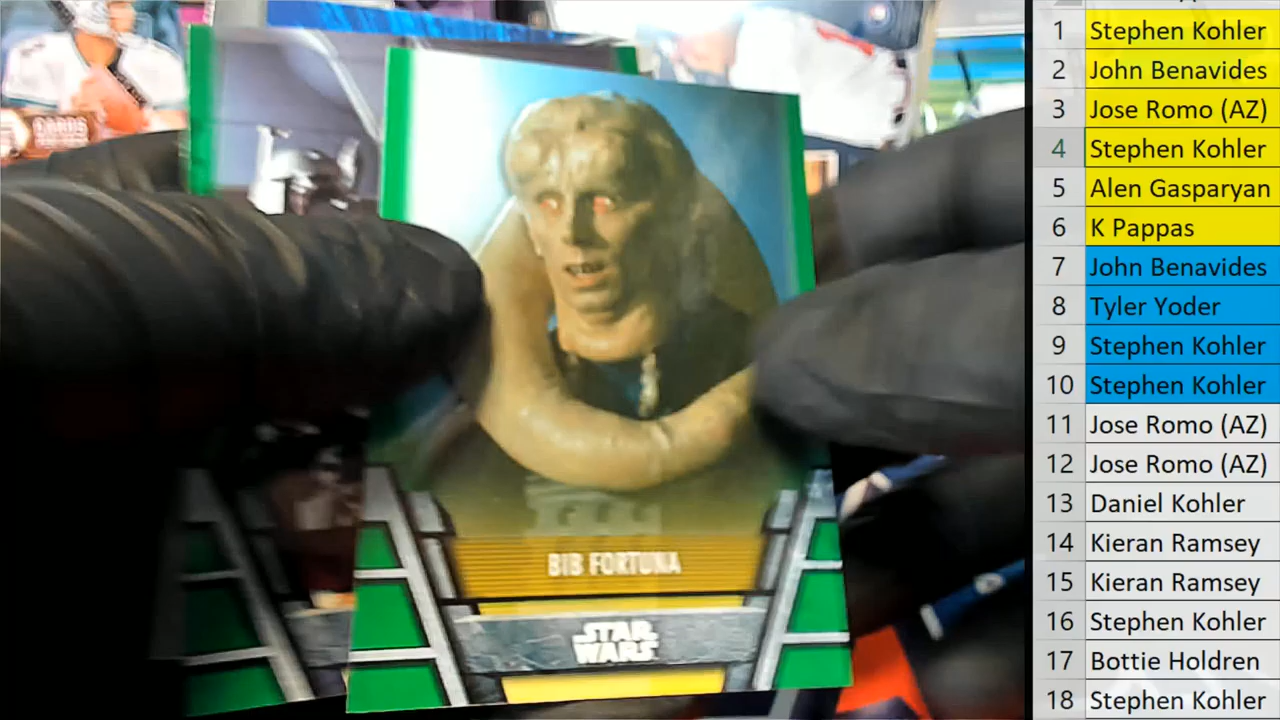 CARDS
BIB FORTUNA
STAR
WARS
1 Stephen Kohler
2 John Benavides
3 Jose Romo (AZ)
4 Stephen Kohler
5 Alen Gasparyan
6 K Pappas
7 John Benavides
8 Tyler Yoder
9 Stephen Kohler
10 Stephen Kohler
11 Jose Romo (AZ)
12 Jose Romo (AZ)
13 Daniel Kohler
14 Kieran Ramsey
15 Kieran Ramsey
16 Stephen Kohler
17 Bottie Holdren
18 Stephen Kohler